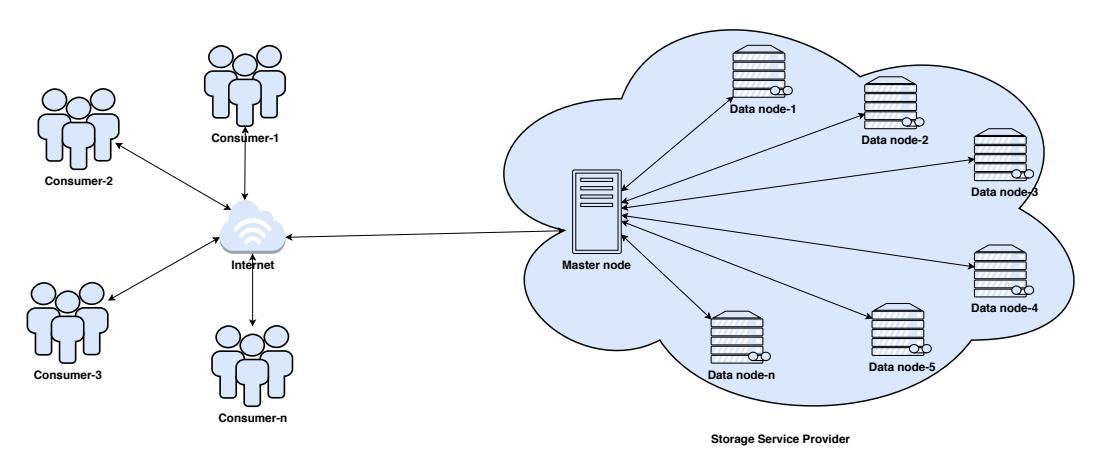 Consumer-1
Consumer-2
Internet
Consumer-3
Consumer-n
Data node-1
Data node-2
Data node-3
Master node
Data node-4
Data node-5
Data node-n
Storage Service Provider